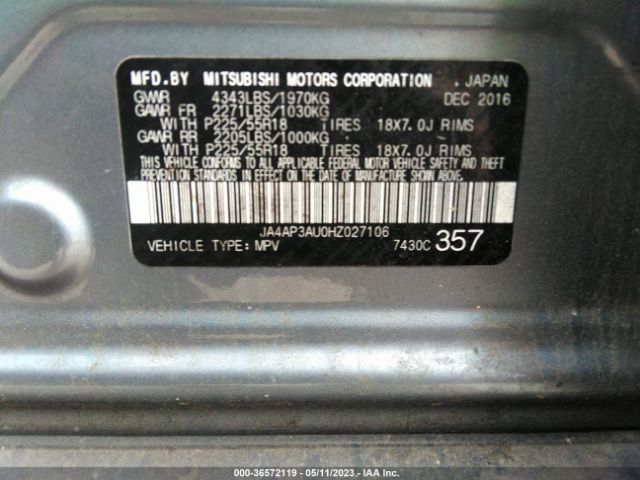 MFD.BY MITSUBISHI MOTORS CORPORATION . JAPAN
GVWR 4343LBS/1970KG DEC 2016
GAWR FR 2271LBS/1030KG
WITH P225/55R18 TIRES 18X7.0J RIMS
GAWR RR 2205LBS/1000KG
WITH P225/55R18 TIRES 18X7.0J RIMS
THIS VEHICLE CONFORMS TO ALL APPLICABLE FEDERAL MOTOR VEHICLE SAFETY AND THEFT
PREVENTION STANDARDS IN EFFECT ON THE DATE OF MANUFACTURE SHOWN ABOVE.
JA4AP3AU0HZ027106
VEHICLE TYPE: MPV 7430C 357
000-36572119 - 05/11/2023 - IAA Inc.